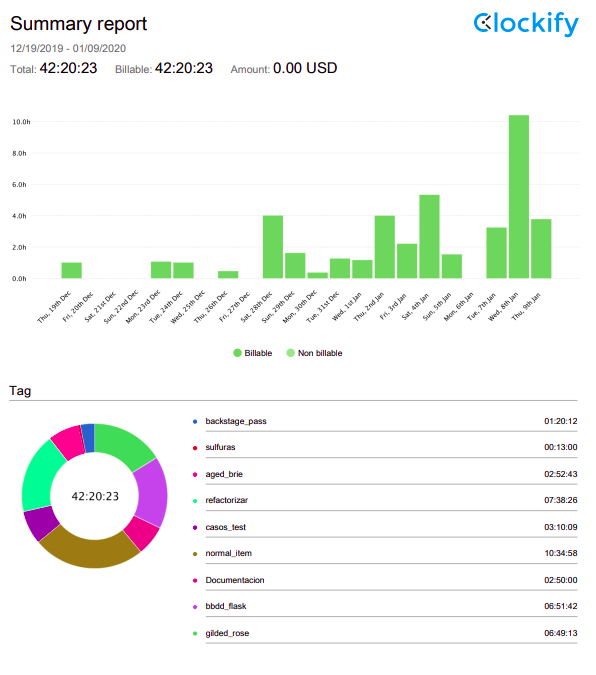 Summary report
Clockify
12/19/2019 - 01/09/2020
Total: 42:20:23 Billable: 42:20:23 Amount: 0.00 USD
10.0h
8.0h
6.0h
4.0h
2.0h
0.0h
Thu, 19th Dec
Fri, 20th Dec
Sat, 21st Dec
Sun, 22nd Dec
Mon, 23rd Dec
Tue, 24th Dec
Wed, 25th Dec
Thu, 26th Dec
Fri, 27th Dec
Sat, 28th Dec
Sun, 29th Dec
Mon, 30th Dec
Tue, 31st Dec
Wed, 1st Jan
Thu, 2nd Jan
Fri, 3rd Jan
Sat, 4th Jan
Sun, 5th Jan
Mon, 6th Jan
Tue, 7th Jan
Wed, 8th Jan
Thu, 9th Jan
Billable Non billable
Tag
42:20:23
backstage_pass 01:20:12
sulfuras 00:13:00
aged_brie 02:52:43
refactorizar 07:38:26
casos_test 03:10:09
normal_item 10:34:58
Documentacion 02:50:00
bbdd_flask 06:51:42
gilded_rose 06:49:13